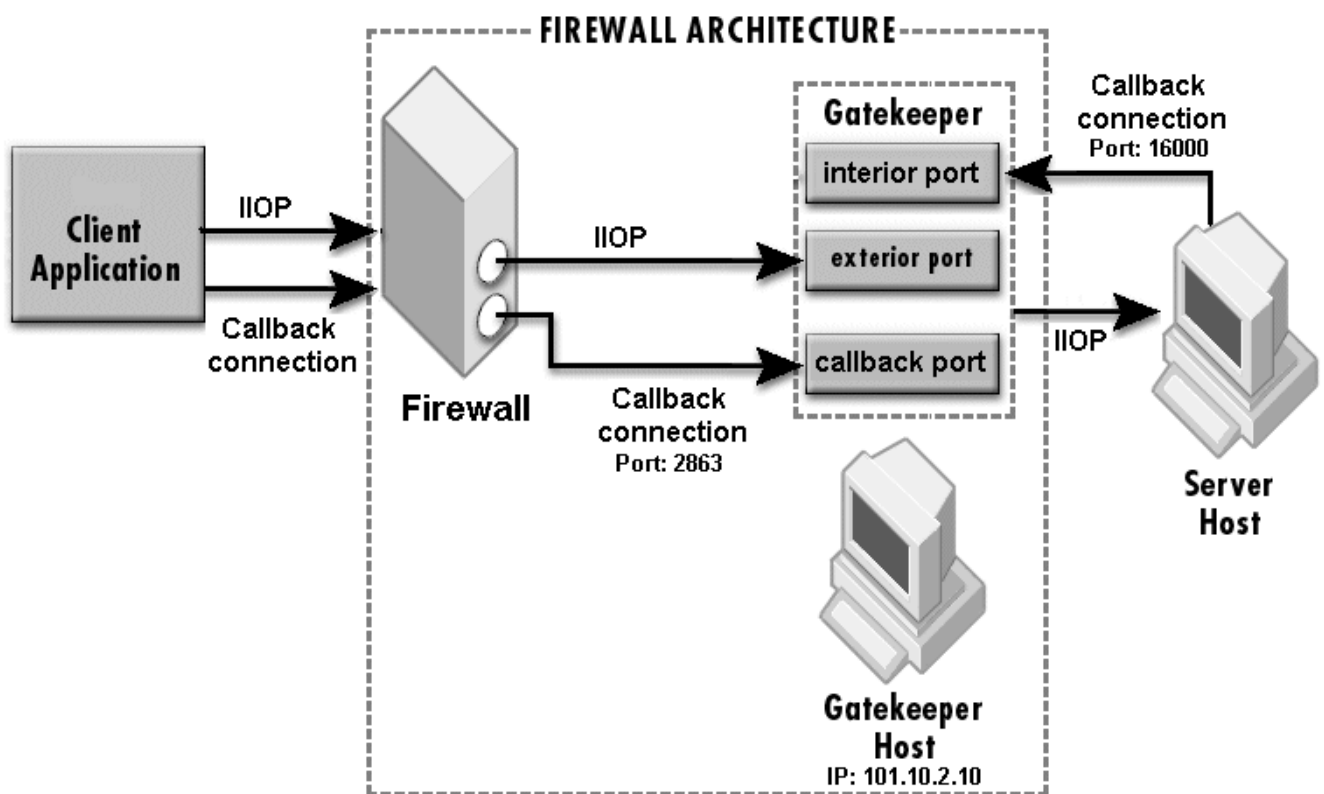 FIREWALL ARCHITECTURE
Client
Application
IIOP
Callback
connection
Firewall
IIOP
Callback
connection
Port: 2863
Gatekeeper
interior port
exterior port
callback port
Callback
connection
Port: 16000
IIOP
Server
Host
Gatekeeper
Host
IP: 101.10.2.10